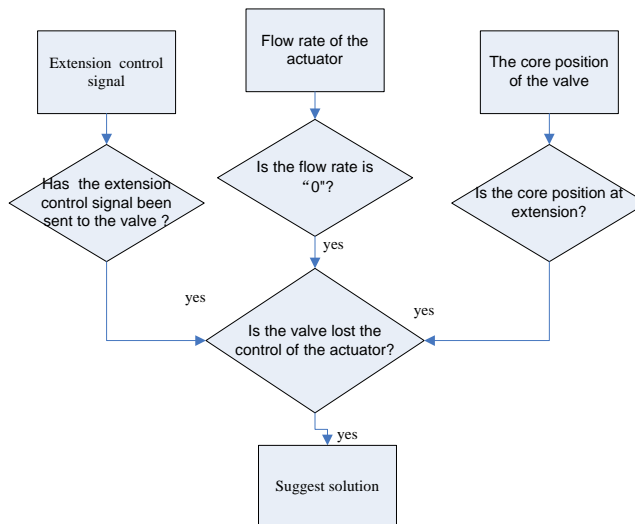 Extension control
signal
Flow rate of the
actuator
The core position
of the valve
Has the extension
control signal been
sent to the valve ?
Is the flow rate is
“0"?
Is the core position at
extension?
yes
yes
yes
Is the valve lost the
control of the actuator?
yes
Suggest solution